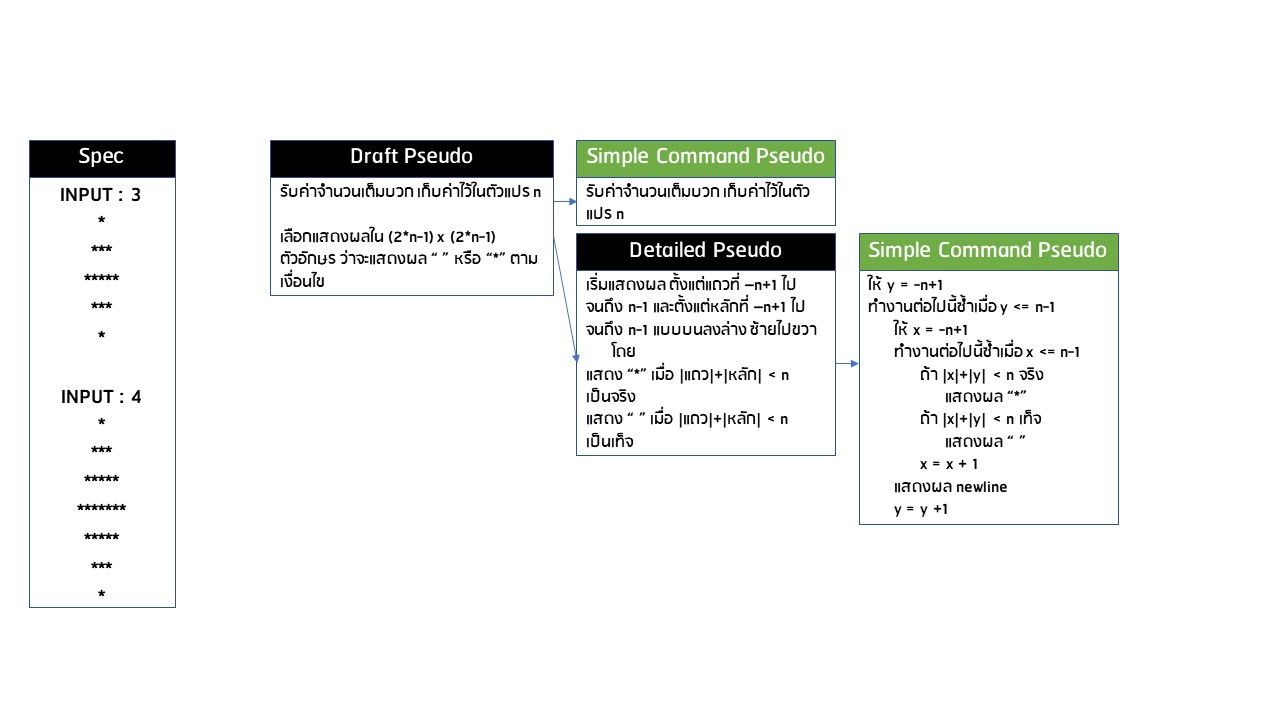 Spec
INPUT : 3
*
***
*****
***
*
INPUT : 4
*
***
*****
*******
*****
***
*
Draft Pseudo
รับค่าจำนวนเต็มบวก เก็บค่าไว้ในตัวแปร n
เลือกแสดงผลใน (2*n-1) x (2*n-1)
ตัวอักษร ว่าจะแสดงผล “ ” หรือ “*” ตาม
เงื่อนไข
Simple Command Pseudo
รับค่าจำนวนเต็มบวก เก็บค่าไว้ในตัว
แปร n
Detailed Pseudo
เริ่มแสดงผล ตั้งแต่แถวที่ –n+1 ไป
จนถึง n-1 และตั้งแต่หลักที่ –n+1 ไป
จนถึง n-1 แบบบนลงล่าง ซ้ายไปขวา
โดย
แสดง “*” เมื่อ |แถว|+|หลัก| < n
เป็นจริง
แสดง “ ” เมื่อ |แถว|+|หลัก| < n
เป็นเท็จ
Simple Command Pseudo
ให้ y = -n+1
ทำงานต่อไปนี้ซ้ำเมื่อ y <= n-1
ให้ x = -n+1
ทำงานต่อไปนี้ซ้ำเมื่อ x <= n-1
ถ้า |x|+|y| < n จริง
แสดงผล “*”
ถ้า |x|+|y| < n เท็จ
แสดงผล “ ”
x = x + 1
แสดงผล newline
y = y +1